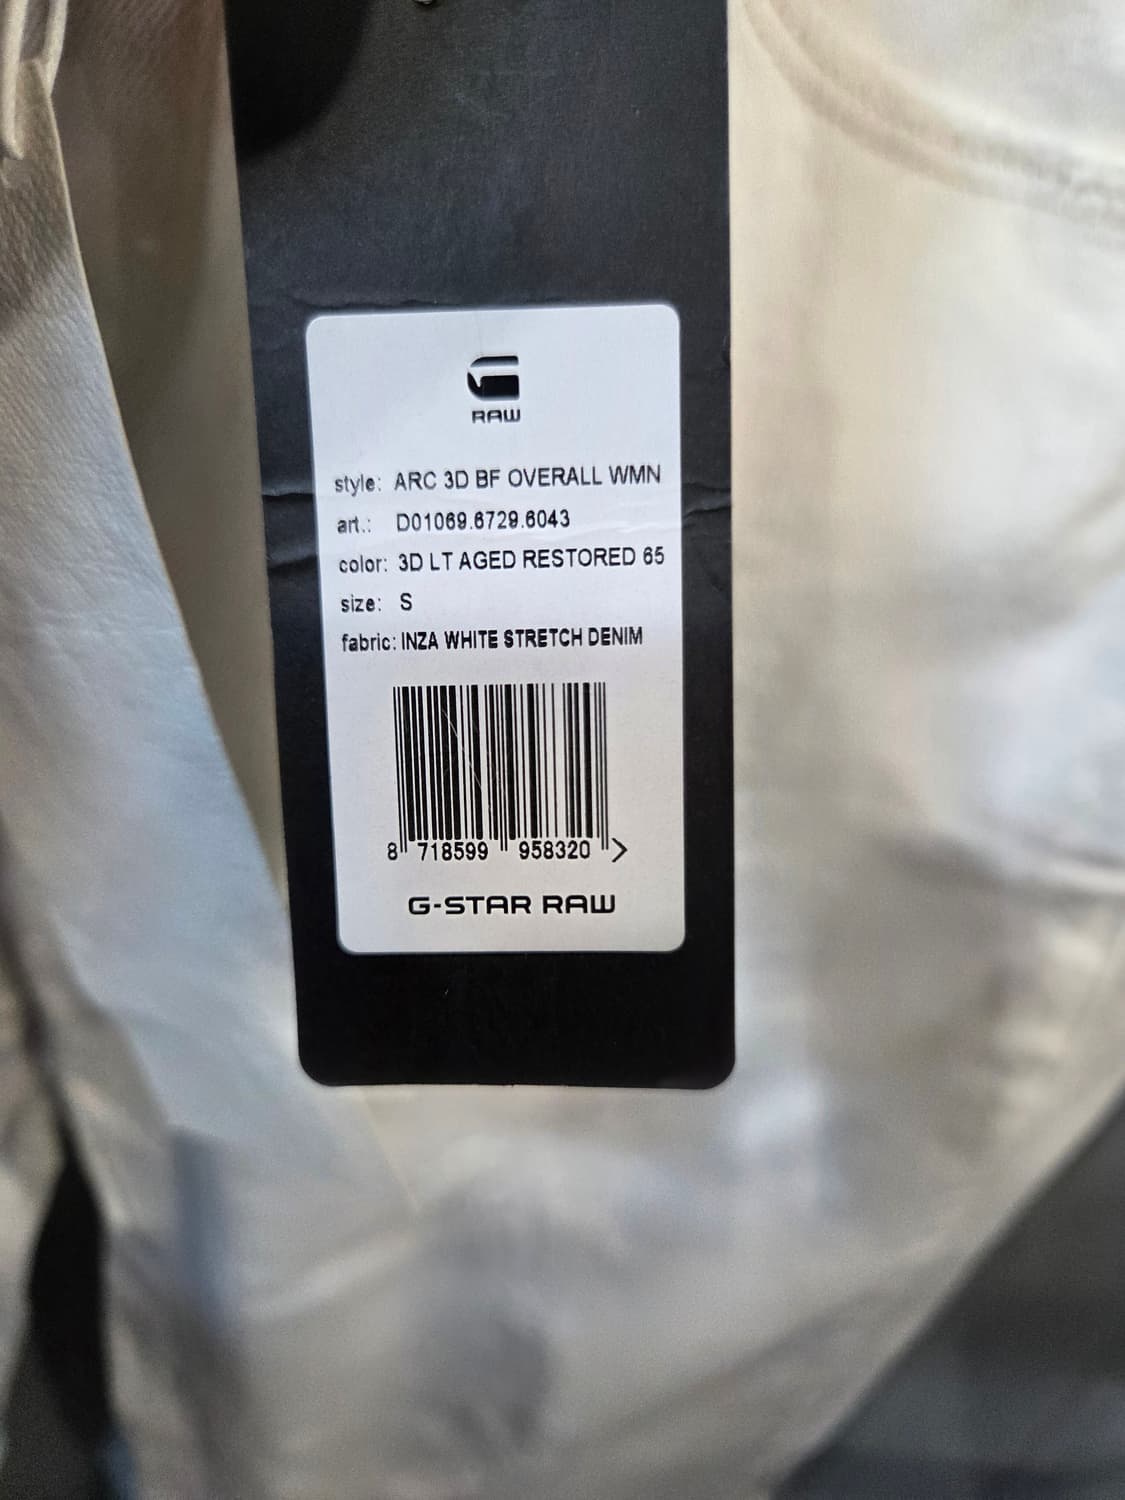 RAW
style: ARC 3D BF OVERALL WMN
art.: D01069.6729.6043
color: 3D LT AGED RESTORED 65
size: S
fabric: INZA WHITE STRETCH DENIM
8 718599 958320 >
G-STAR RAW